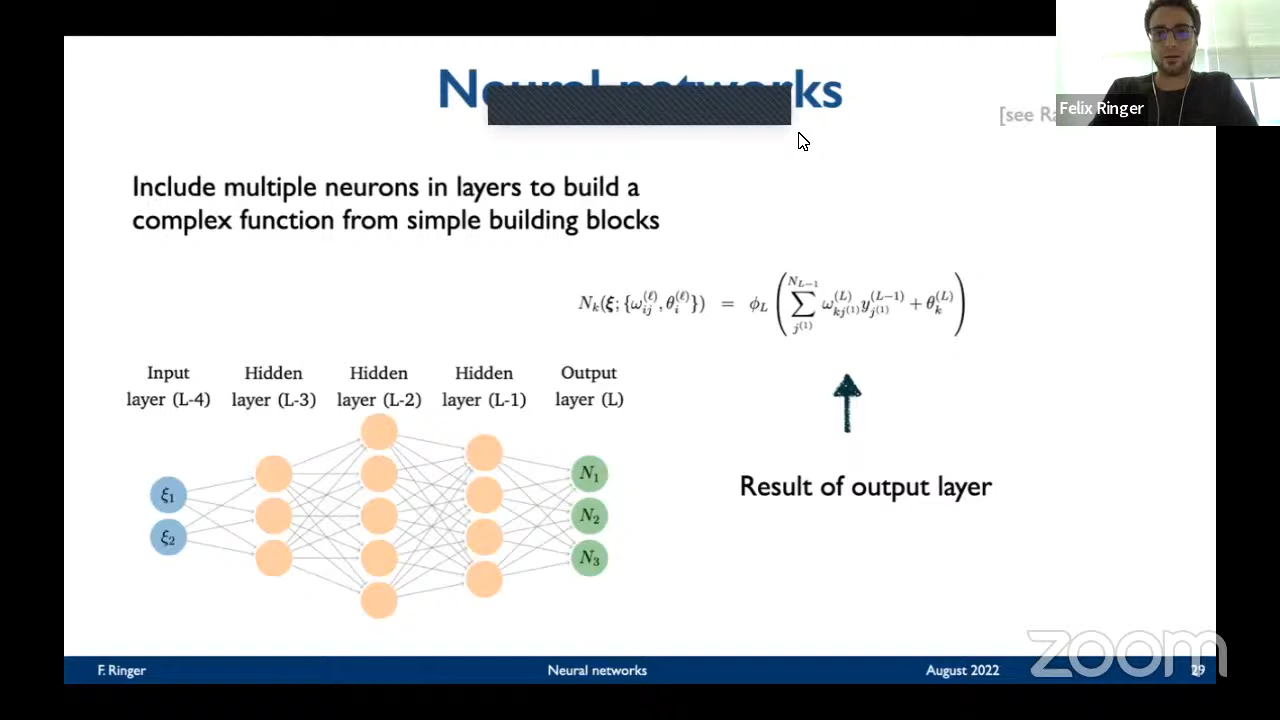 Neural networks
[see Ra
Felix Ringer
Include multiple neurons in layers to build a
complex function from simple building blocks
N_k(ξ; {ω_{ij}^{(ℓ)}, θ_i^{(ℓ)}}) = ϕ_L ( ∑_{j^{(1)}}^{N_{L-1}} ω_{kj^{(1)}}^{(L)} y_{j^{(1)}}^{(L-1)} + θ_k^{(L)} )
Input
layer (L-4)
Hidden
layer (L-3)
Hidden
layer (L-2)
Hidden
layer (L-1)
Output
layer (L)
ξ₁
ξ₂
N₁
N₂
N₃
Result of output layer
zoom
F. Ringer Neural networks August 2022 29